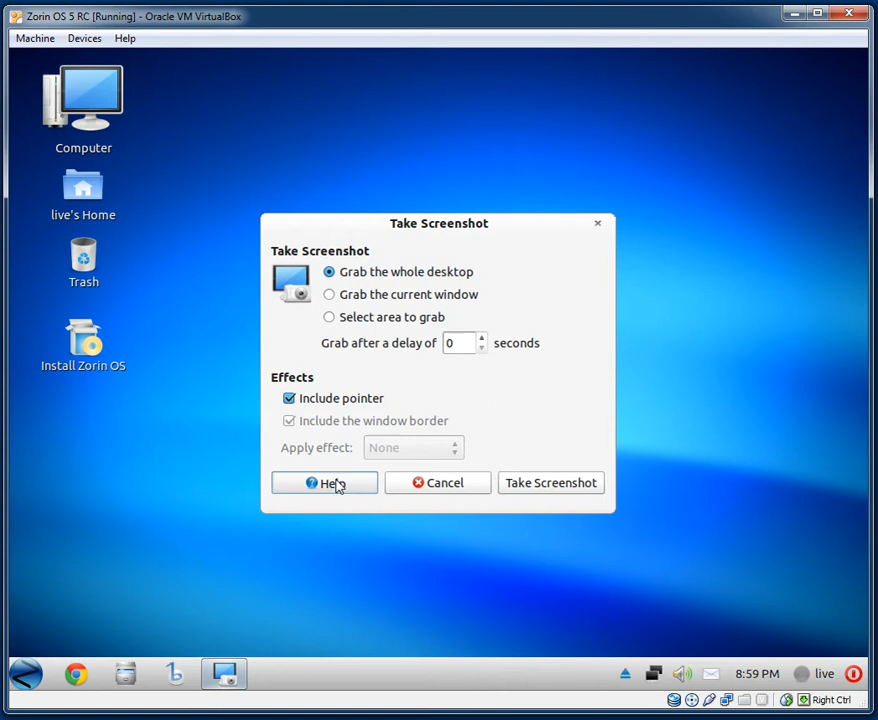 Zorin OS 5 RC [Running] - Oracle VM VirtualBox
Machine Devices Help
Computer
live's Home
Trash
Install Zorin OS
Take Screenshot
Take Screenshot
Grab the whole desktop
Grab the current window
Select area to grab
Grab after a delay of 0 seconds
Effects
Include pointer
Include the window border
Apply effect: None
Help Cancel Take Screenshot
8:59 PM live
Right Ctrl